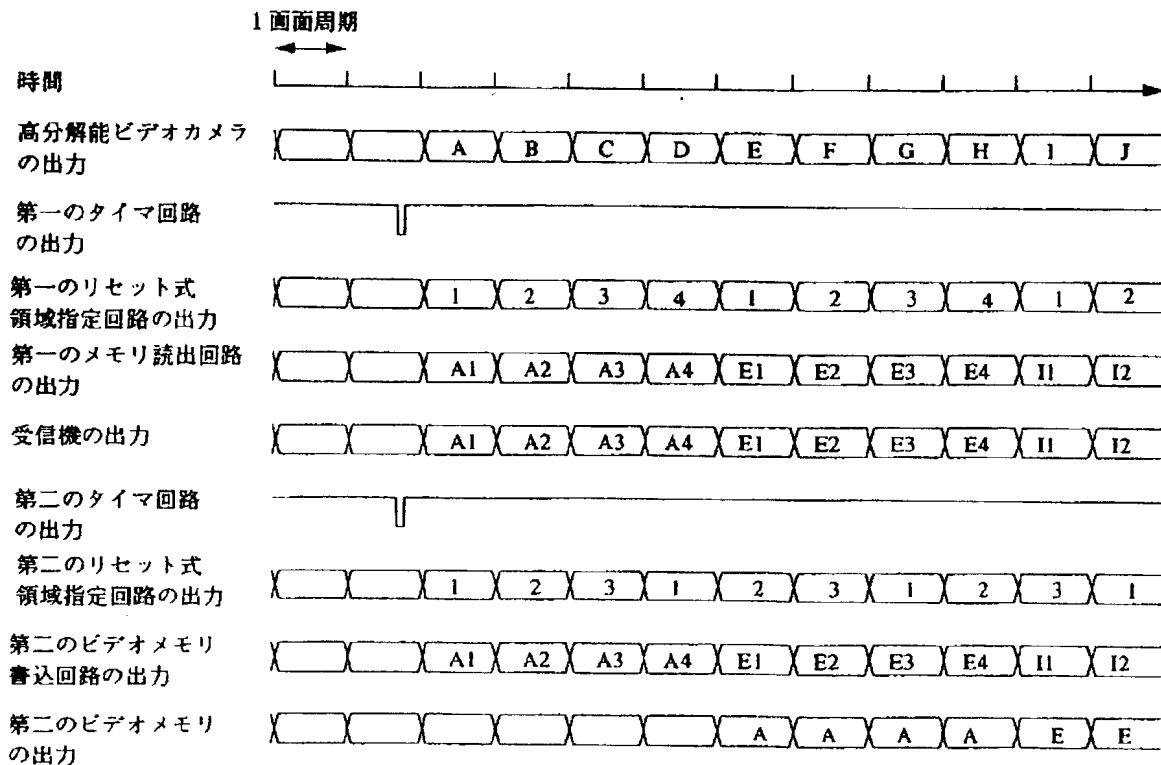 1 画面周期
時間
高分解能ビデオカメラ
の出力
A B C D E F G H I J
第一のタイマ回路
の出力
第一のリセット式
領域指定回路の出力
1 2 3 4 1 2 3 4 1 2
第一のメモリ読出回路
の出力
A1 A2 A3 A4 E1 E2 E3 E4 I1 I2
受信機の出力
A1 A2 A3 A4 E1 E2 E3 E4 I1 I2
第二のタイマ回路
の出力
第二のリセット式
領域指定回路の出力
1 2 3 1 2 3 1 2 3 1
第二のビデオメモリ
書込回路の出力
A1 A2 A3 A4 E1 E2 E3 E4 I1 I2
第二のビデオメモリ
の出力
A A A A E E